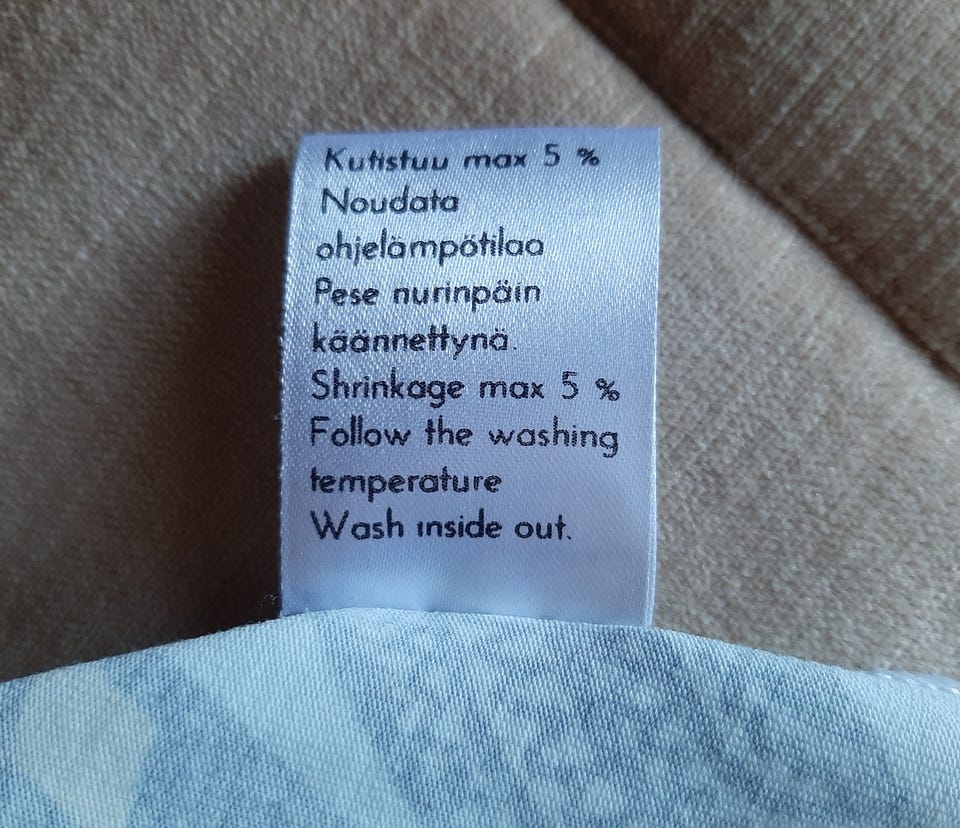 Kutistuu max 5 %
Noudata
ohjelämpötilaa
Pese nurinpäin
käännettynä.
Shrinkage max 5 %
Follow the washing
temperature
Wash inside out.